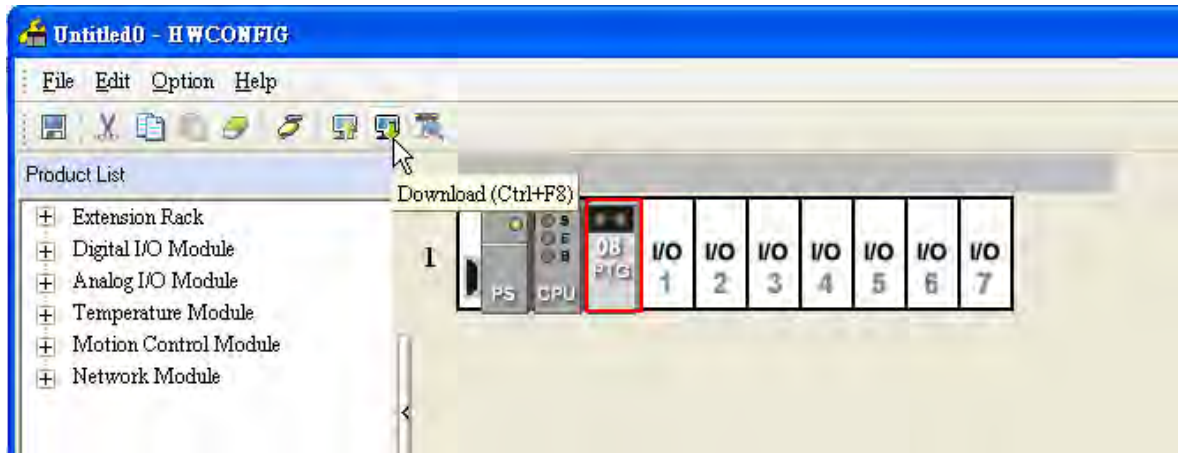 Untitled0 - HWCONFIG
File Edit Option Help
Product List
Download (Ctrl+F8)
Extension Rack
Digital I/O Module
Analog I/O Module
Temperature Module
Motion Control Module
Network Module
1
PS
CPU
08
PTG
I/O I/O I/O I/O I/O I/O I/O
1 2 3 4 5 6 7